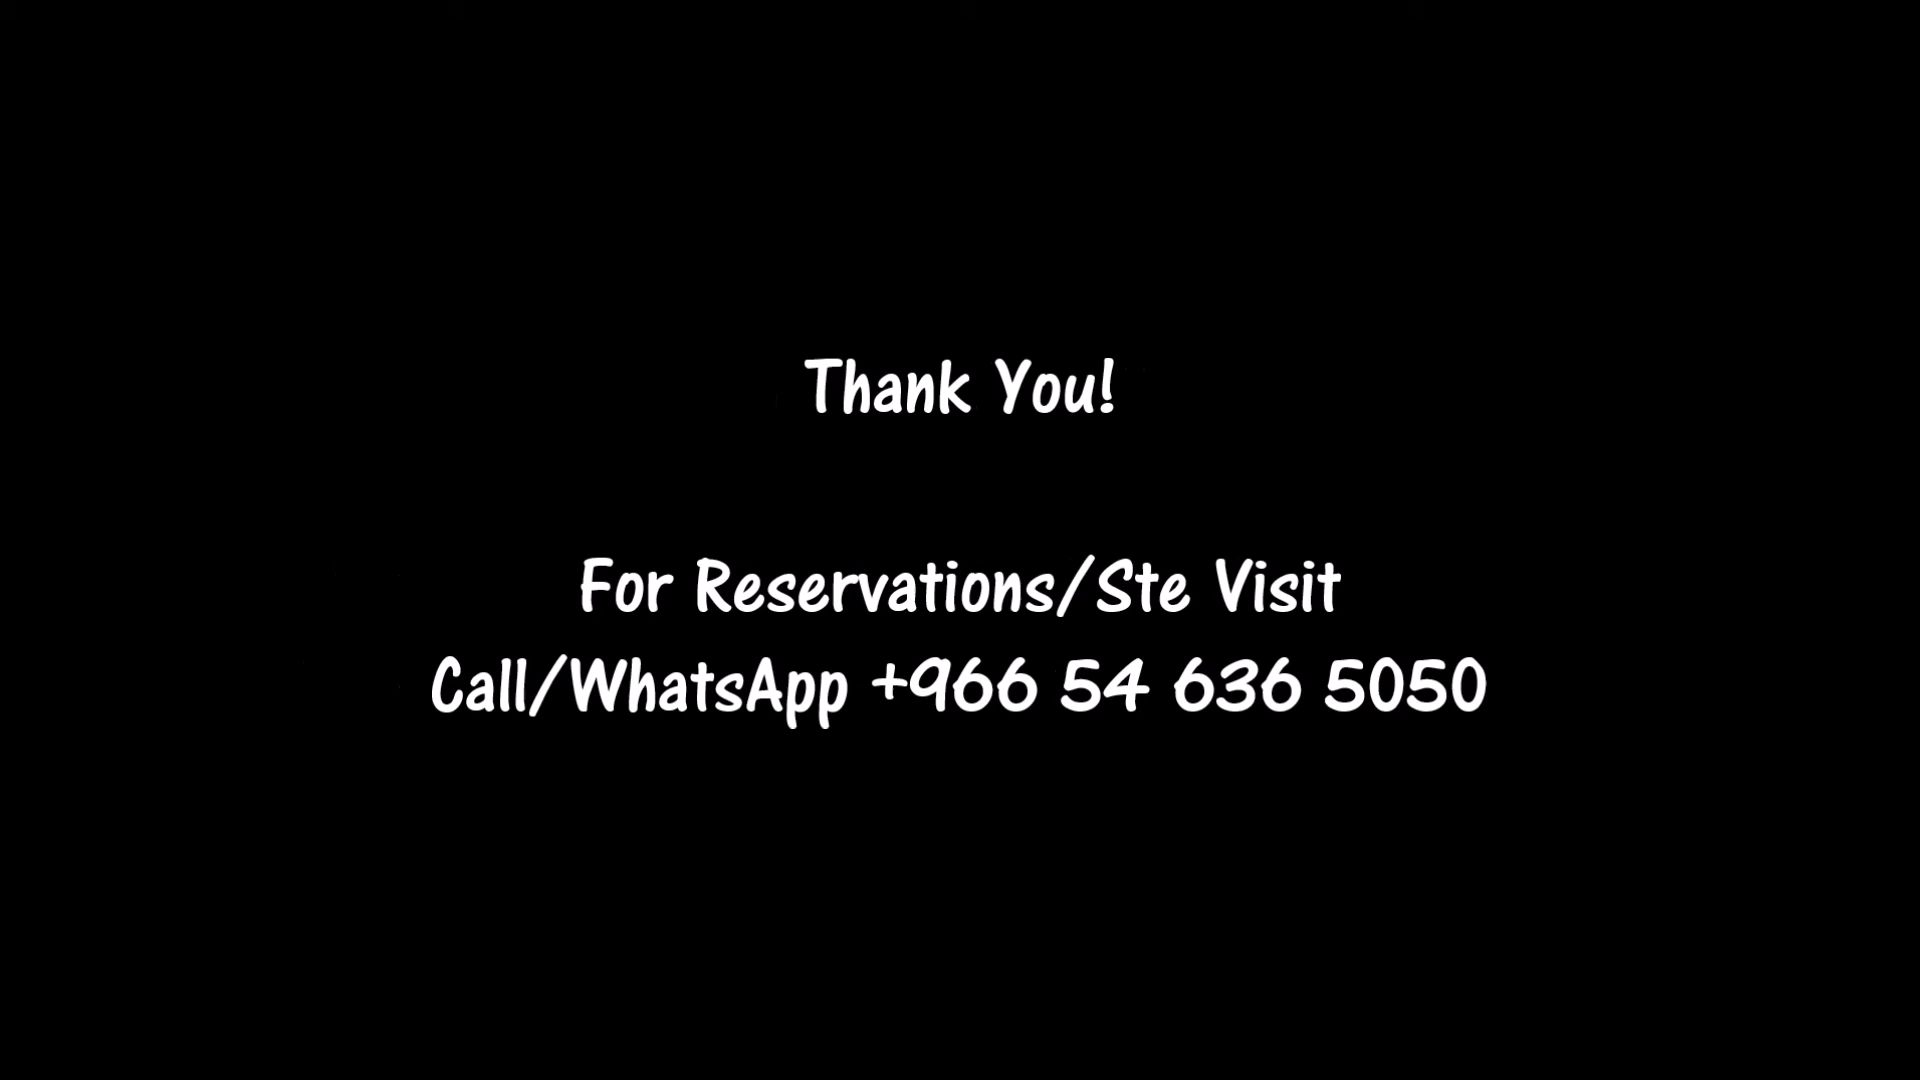 Thank You!
For Reservations/Ste Visit
Call/WhatsApp +966 54 636 5050